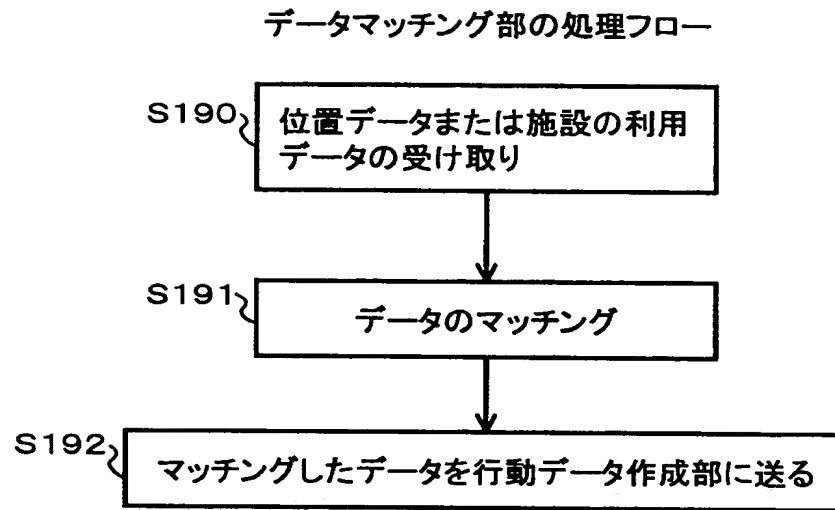 データマッチング部の処理フロー
S190
位置データまたは施設の利用
データの受け取り
S191
データのマッチング
S192
マッチングしたデータを行動データ作成部に送る